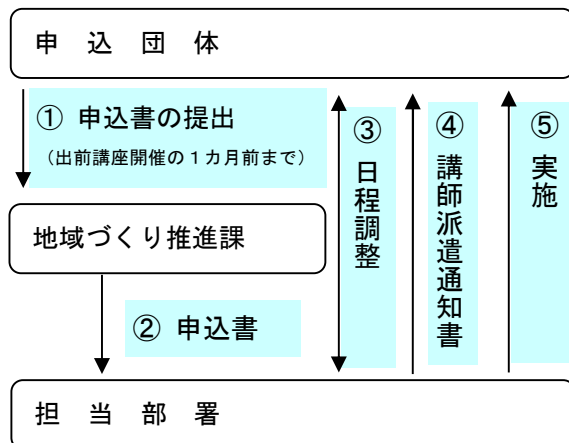 申 込 団 体
① 申込書の提出
（出前講座開催の１カ月前まで）
地域づくり推進課
② 申込書
③ 日程調整
④ 講師派遣通知書
⑤ 実施
担 当 部 署